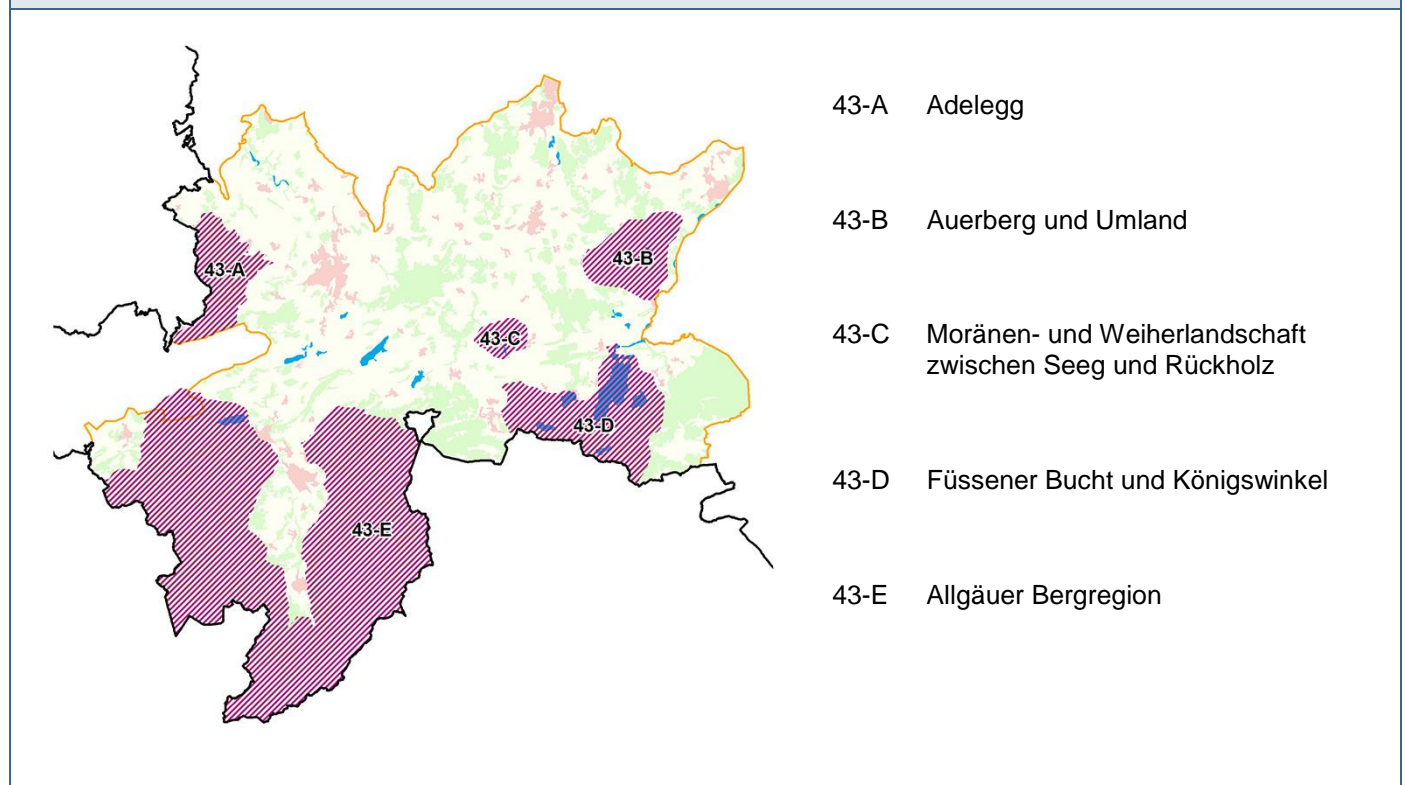 43-A Adelegg
43-B Auerberg und Umland
43-C Moränen- und Weiherlandschaft
zwischen Seeg und Rückholz
43-D Füssener Bucht und Königswinkel
43-E Allgäuer Bergregion
43-A
43-B
43-C
43-D
43-E